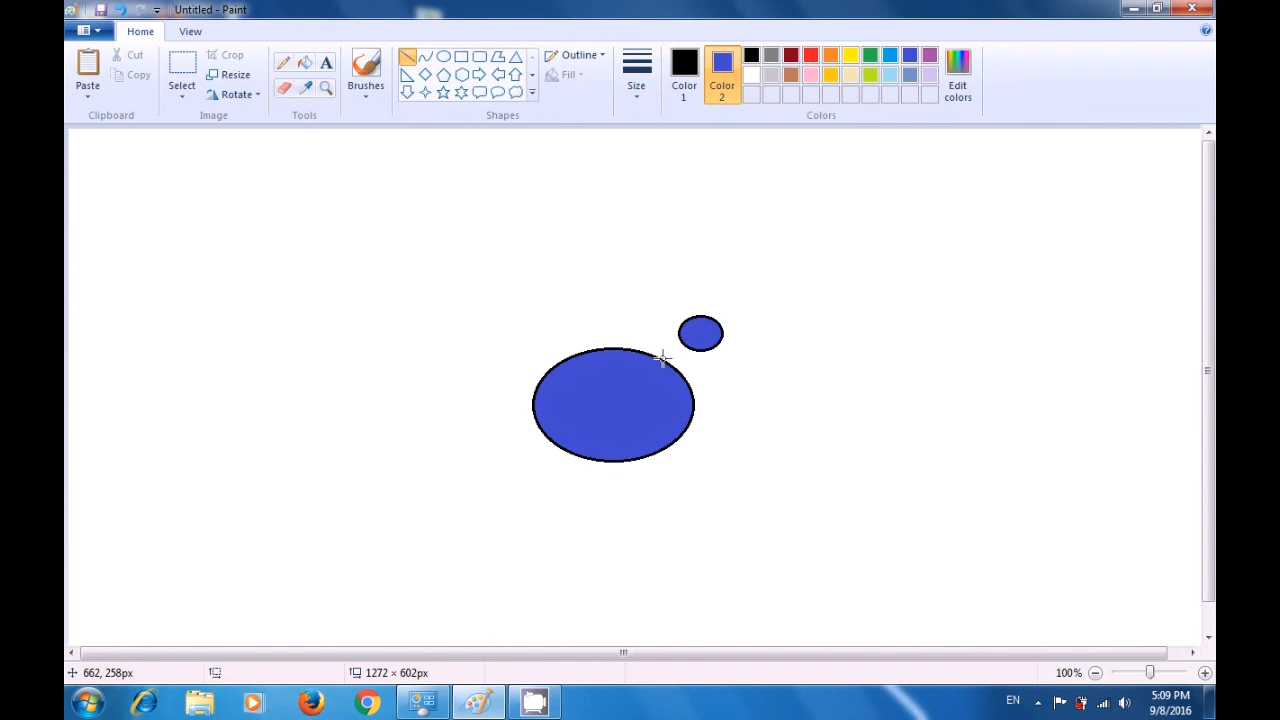 Untitled - Paint
Home View
Paste
Cut
Copy
Clipboard
Select
Crop
Resize
Rotate
Image
A
Tools
Brushes
Outline
Fill
Shapes
Size
Color 1
Color 2
Edit colors
Colors
662, 258px
1272 × 602px
100%
EN
5:09 PM
9/8/2016